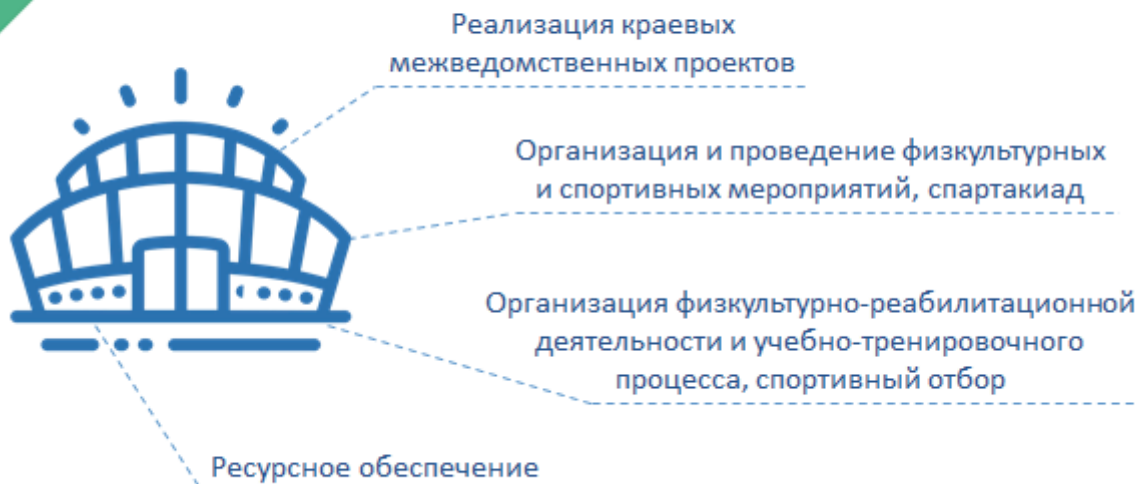 Реализация краевых
межведомственных проектов
Организация и проведение физкультурных
и спортивных мероприятий, спартакиад
Организация физкультурно-реабилитационной
деятельности и учебно-тренировочного
процесса, спортивный отбор
Ресурсное обеспечение